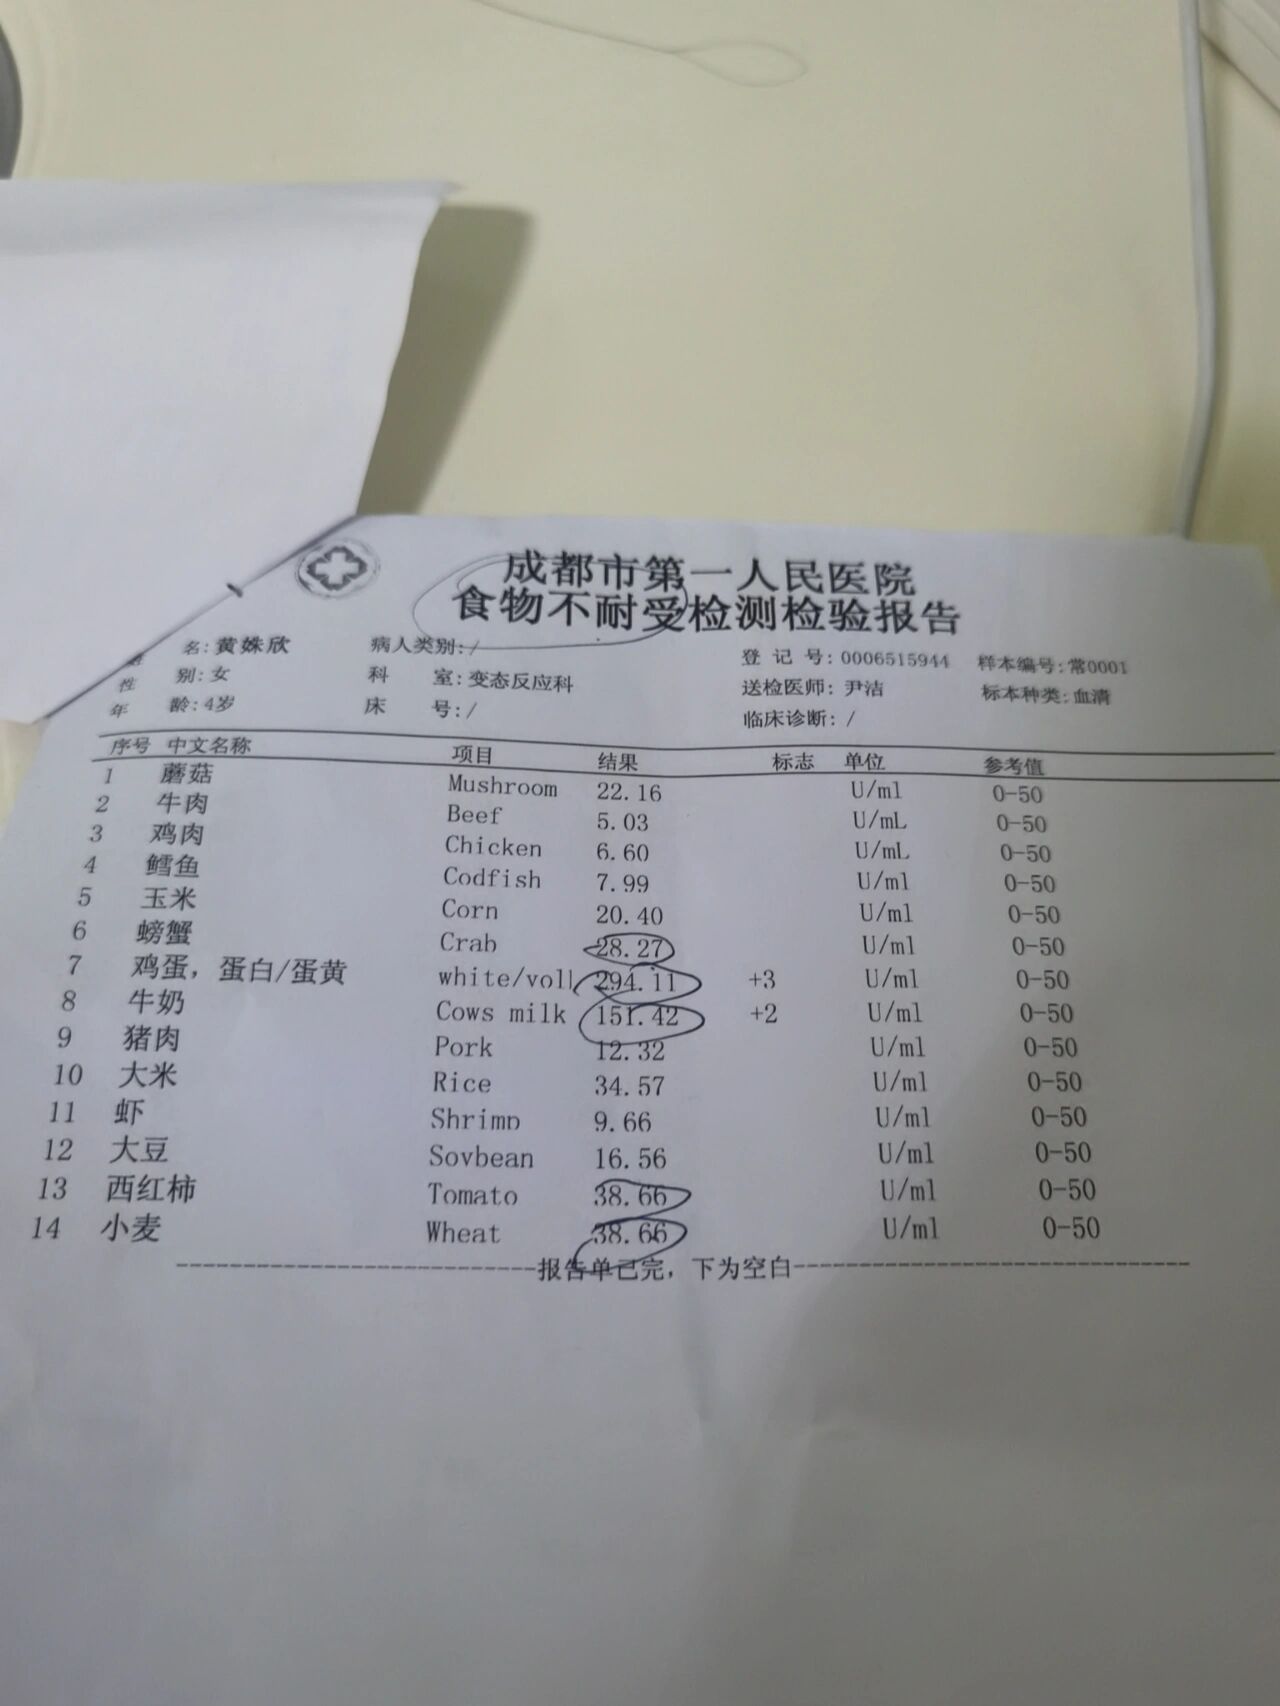 成都市第一人民医院
食物不耐受检测检验报告
姓 名:黄姝欣 病人类别:/ 登 记 号:0006515944 样本编号:常0001
性 别:女 科 室:变态反应科 送检医师:尹洁 标本种类:血清
年 龄:4岁 床 号:/ 临床诊断:/
序号 中文名称 项目 结果 标志 单位 参考值
1 蘑菇 Mushroom 22.16 U/ml 0-50
2 牛肉 Beef 5.03 U/mL 0-50
3 鸡肉 Chicken 6.60 U/mL 0-50
4 鳕鱼 Codfish 7.99 U/ml 0-50
5 玉米 Corn 20.40 U/ml 0-50
6 螃蟹 Crab 28.27 U/ml 0-50
7 鸡蛋,蛋白/蛋黄 white/yoll 294.11 +3 U/ml 0-50
8 牛奶 Cows milk 151.42 +2 U/ml 0-50
9 猪肉 Pork 12.32 U/ml 0-50
10 大米 Rice 34.57 U/ml 0-50
11 虾 Shrimp 9.66 U/ml 0-50
12 大豆 Soybean 16.56 U/ml 0-50
13 西红柿 Tomato 38.66 U/ml 0-50
14 小麦 Wheat 38.66 U/ml 0-50
报告单已完,下为空白